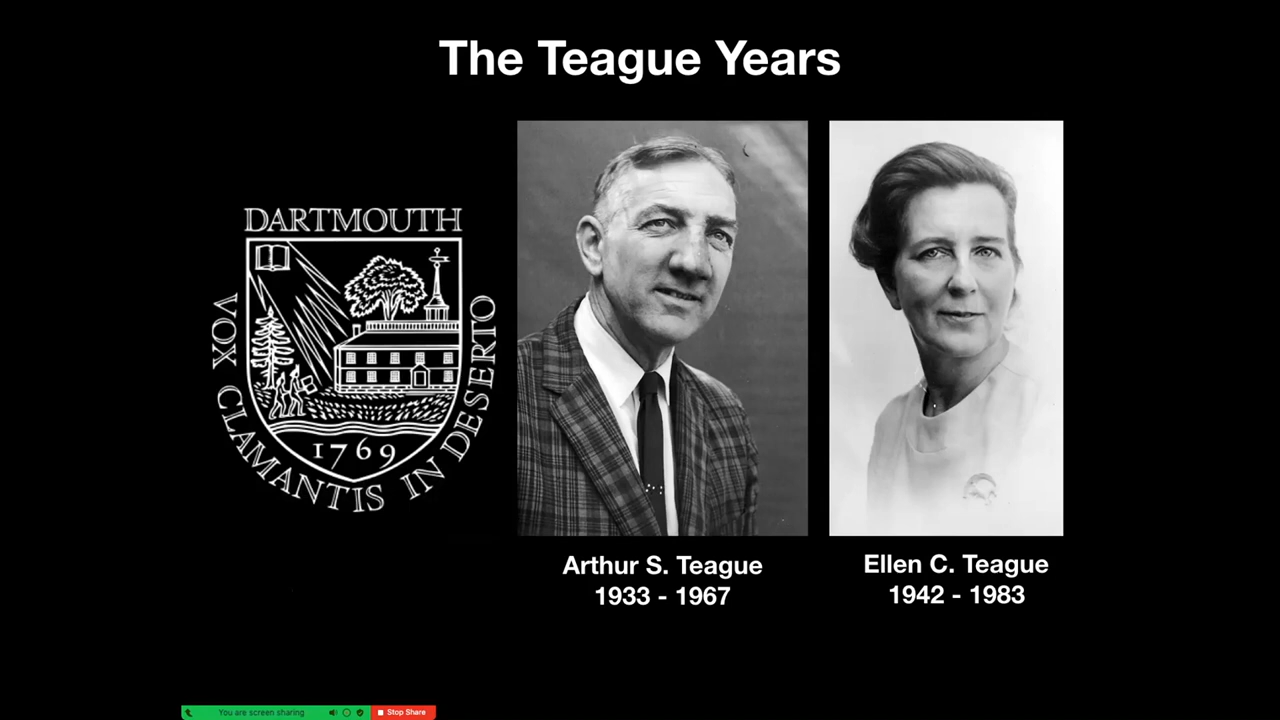 The Teague Years
DARTMOUTH
VOX CLAMANTIS IN DESERTO
1769
Arthur S. Teague
1933 - 1967
Ellen C. Teague
1942 - 1983
You are screen sharing
Stop Share